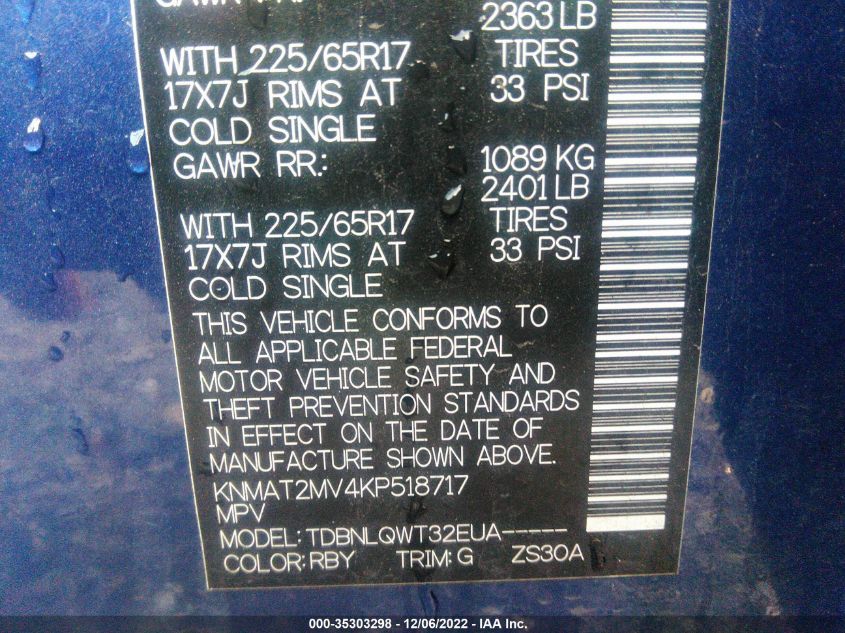 2363 LB
WITH 225/65R17 TIRES
17X7J RIMS AT 33 PSI
COLD SINGLE
GAWR RR: 1089 KG
2401 LB
WITH 225/65R17 TIRES
17X7J RIMS AT 33 PSI
COLD SINGLE
THIS VEHICLE CONFORMS TO
ALL APPLICABLE FEDERAL
MOTOR VEHICLE SAFETY AND
THEFT PREVENTION STANDARDS
IN EFFECT ON THE DATE OF
MANUFACTURE SHOWN ABOVE.
KNMAT2MV4KP518717
MPV
MODEL: TDBNLQWT32EUA-----
COLOR: RBY TRIM: G ZS30A
000-35303298 - 12/06/2022 - IAA Inc.